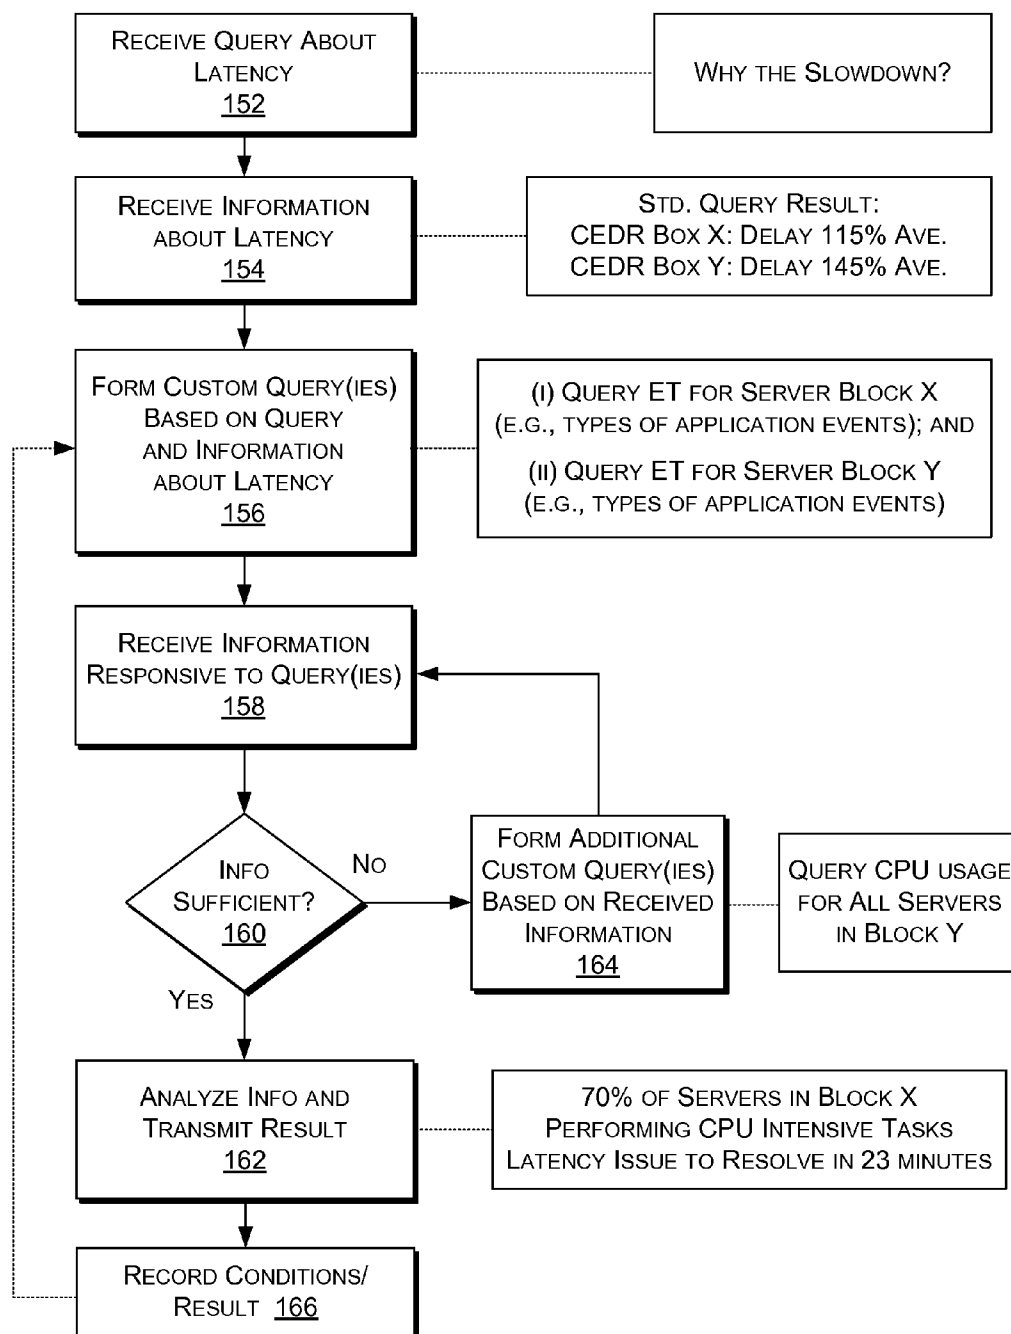 RECEIVE QUERY ABOUT
LATENCY
152
WHY THE SLOWDOWN?
RECEIVE INFORMATION
ABOUT LATENCY
154
STD. QUERY RESULT:
CEDR BOX X: DELAY 115% AVE.
CEDR BOX Y: DELAY 145% AVE.
FORM CUSTOM QUERY(IES)
BASED ON QUERY
AND INFORMATION
ABOUT LATENCY
156
(I) QUERY ET FOR SERVER BLOCK X
(E.G., TYPES OF APPLICATION EVENTS); AND
(II) QUERY ET FOR SERVER BLOCK Y
(E.G., TYPES OF APPLICATION EVENTS)
RECEIVE INFORMATION
RESPONSIVE TO QUERY(IES)
158
INFO
SUFFICIENT?
160
NO
YES
FORM ADDITIONAL
CUSTOM QUERY(IES)
BASED ON RECEIVED
INFORMATION
164
QUERY CPU USAGE
FOR ALL SERVERS
IN BLOCK Y
ANALYZE INFO AND
TRANSMIT RESULT
162
70% OF SERVERS IN BLOCK X
PERFORMING CPU INTENSIVE TASKS
LATENCY ISSUE TO RESOLVE IN 23 MINUTES
RECORD CONDITIONS/
RESULT 166